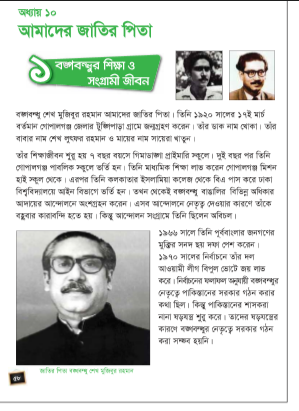 অধ্যায় ১০
আমাদের জাতির পিতা
১ বঙ্গবন্ধুর শিক্ষা ও
সংগ্রামী জীবন
বঙ্গবন্ধু শেখ মুজিবুর রহমান আমাদের জাতির পিতা। তিনি ১৯২০ সালের ১৭ই মার্চ
বর্তমান গোপালগঞ্জ জেলার টুঙ্গিপাড়া গ্রামে জন্মগ্রহণ করেন। তাঁর ডাক নাম খোকা। তাঁর
বাবার নাম শেখ লুৎফর রহমান ও মায়ের নাম সায়েরা খাতুন।
তাঁর শিক্ষাজীবন শুরু হয় ৭ বছর বয়সে গিমাডাঙ্গা প্রাইমারি স্কুলে। দুই বছর পর তিনি
গোপালগঞ্জ পাবলিক স্কুলে ভর্তি হন। তিনি মাধ্যমিক শিক্ষা লাভ করেন গোপালগঞ্জ মিশন
হাই স্কুল থেকে। এরপর তিনি কলকাতার ইসলামিয়া কলেজ থেকে বিএ পাস করে ঢাকা
বিশ্ববিদ্যালয়ে আইন বিভাগে ভর্তি হন। তখন থেকেই বঙ্গবন্ধু বাঙালির বিভিন্ন অধিকার
আদায়ের আন্দোলনে অংশগ্রহন করেন। এসব আন্দোলনে নেতৃত্ব দেওয়ার কারণে তাঁকে
বহুবার কারাবন্দি হতে হয়। কিন্তু আন্দোলন সংগ্রামে তিনি ছিলেন অবিচল।
১৯৬৬ সালে তিনি পূর্ববাংলার জনগণের
মুক্তির সনদ ছয় দফা পেশ করেন।
১৯৭০ সালের নির্বাচনে তাঁর দল
আওয়ামী লীগ বিপুল ভোটে জয় লাভ
করে। নির্বাচনের ফলাফল অনুযায়ী বঙ্গবন্ধুর
নেতৃত্বে পাকিস্তানের সরকার গঠন করার
কথা ছিল। কিন্তু পাকিস্তানের শাসকরা
নানা ষড়যন্ত্র শুরু করে। তাদের ষড়যন্ত্রের
কারণে বঙ্গবন্ধুর নেতৃত্বে সরকার গঠন
করা সম্ভব হয়নি।
জাতির পিতা বঙ্গবন্ধু শেখ মুজিবুর রহমান